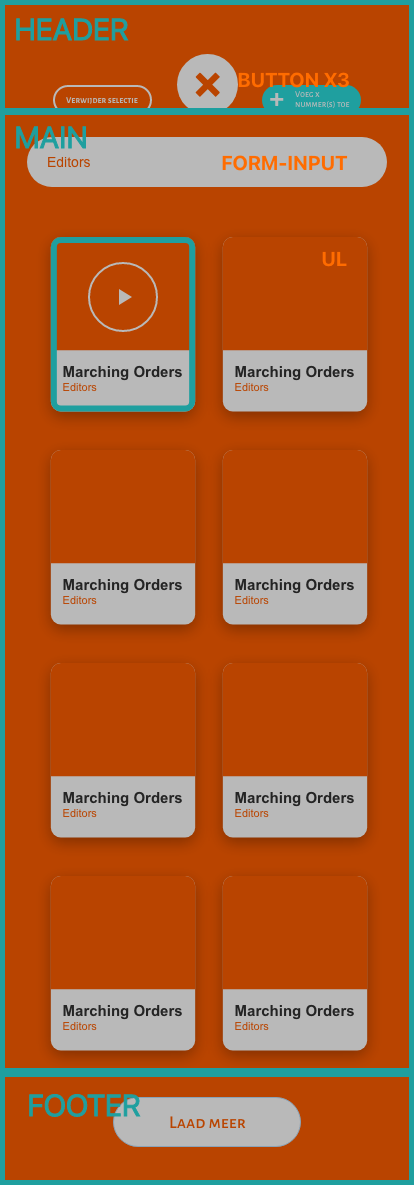 HEADER
BUTTON X3
Verwijder selectie
Voeg x
nummer(s) toe
MAIN
Editors
FORM-INPUT
UL
Marching Orders
Editors
Marching Orders
Editors
Marching Orders
Editors
Marching Orders
Editors
Marching Orders
Editors
Marching Orders
Editors
Marching Orders
Editors
Marching Orders
Editors
FOOTER
Laad meer